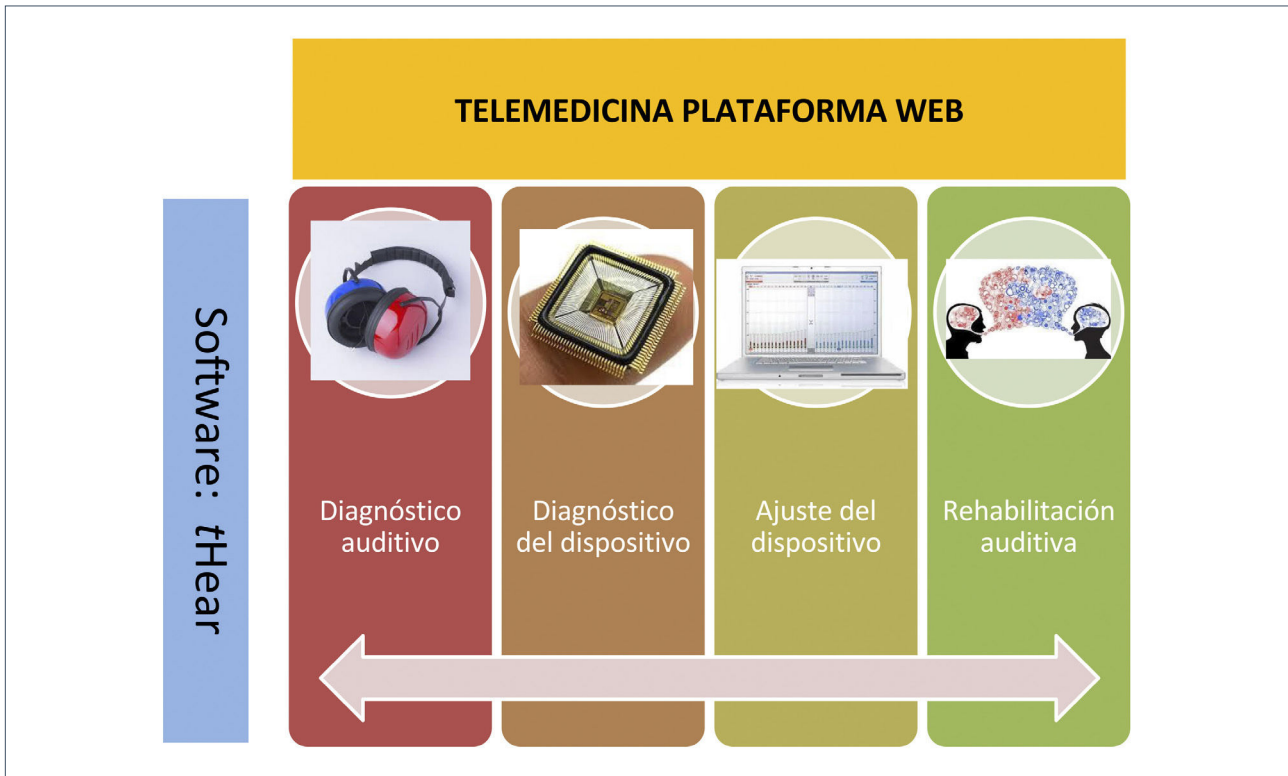 TELEMEDICINA PLATAFORMA WEB
Software: tHear
Diagnóstico
auditivo
Diagnóstico
del dispositivo
Ajuste del
dispositivo
Rehabilitación
auditiva